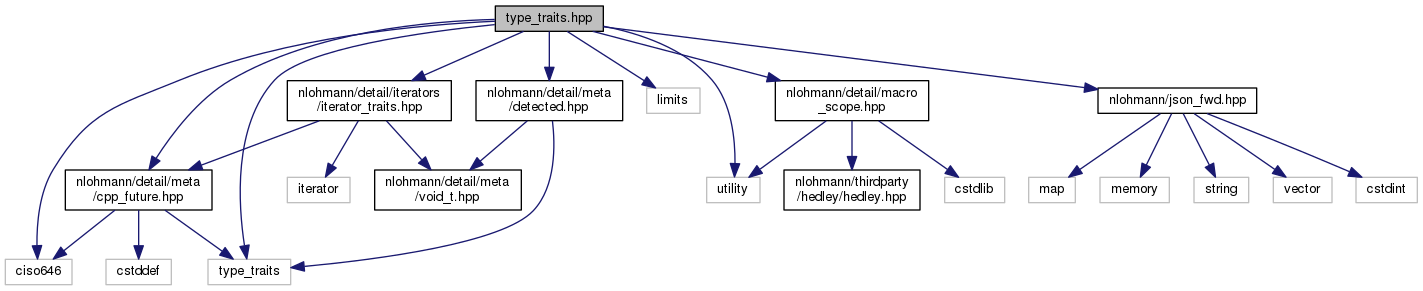 type_traits.hpp
nlohmann/detail/iterators
/iterator_traits.hpp
nlohmann/detail/meta
/detected.hpp
limits
nlohmann/detail/macro
_scope.hpp
nlohmann/json_fwd.hpp
nlohmann/detail/meta
/cpp_future.hpp
iterator
nlohmann/detail/meta
/void_t.hpp
utility
nlohmann/thirdparty
/hedley/hedley.hpp
cstdlib
map
memory
string
vector
cstdint
ciso646
cstddef
type_traits